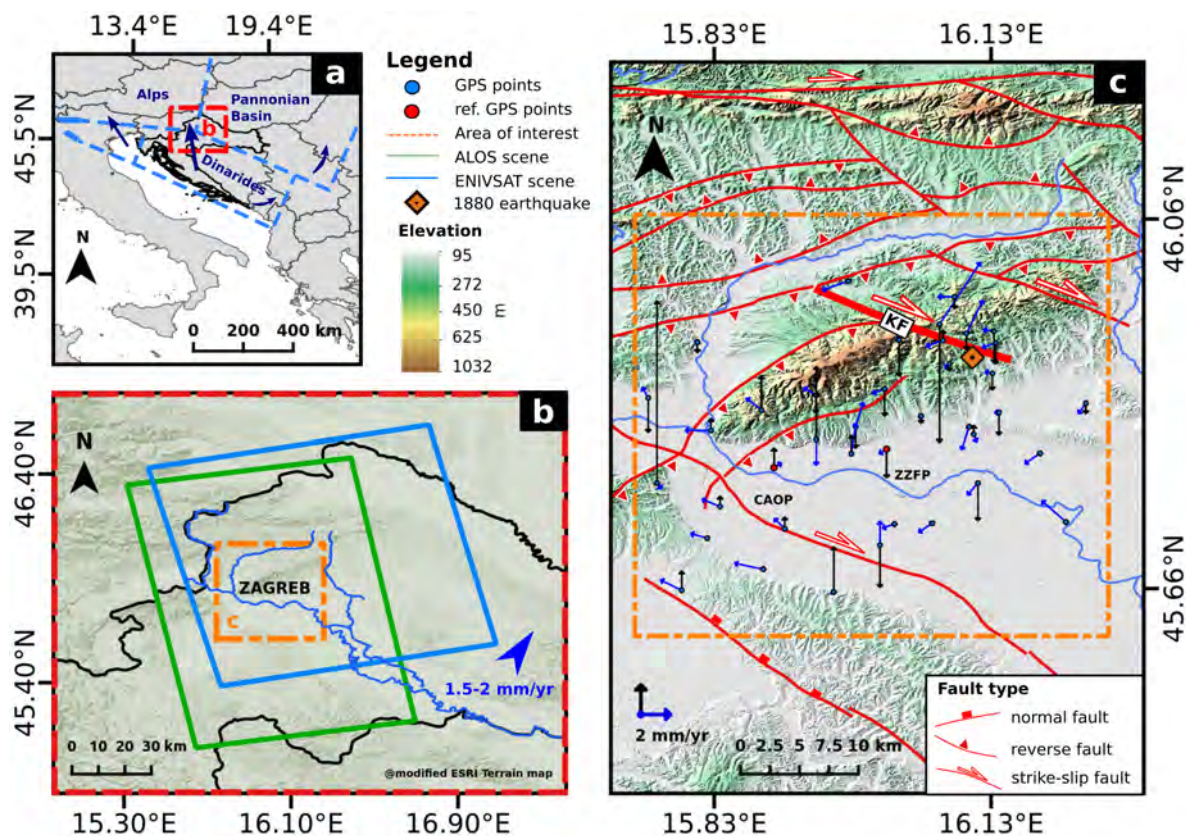 13.4°E
19.4°E
45.5°N
39.5°N
a
Alps
Pannonian
Basin
b
Dinarides
N
0 200 400 km
Legend
GPS points
ref. GPS points
Area of interest
ALOS scene
ENIVSAT scene
1880 earthquake
Elevation
95
272
450
625
1032
m
b
N
46.40°N
45.40°N
ZAGREB
c
1.5-2 mm/yr
0 10 20 30 km
@modified ESRI Terrain map
15.30°E
16.10°E
16.90°E
15.83°E
16.13°E
c
N
46.06°N
45.66°N
KF
ZZFP
CAOP
2 mm/yr
0 2.5 5 7.5 10 km
Fault type
normal fault
reverse fault
strike-slip fault
15.83°E
16.13°E